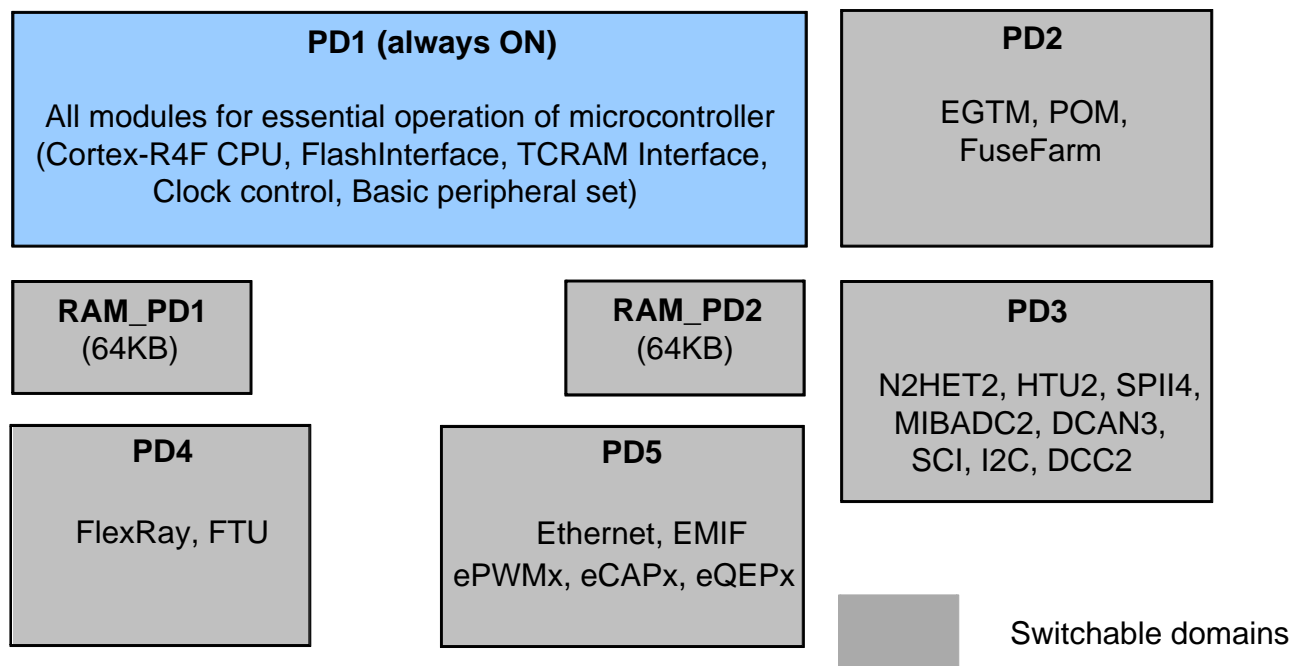 PD1 (always ON)
All modules for essential operation of microcontroller
(Cortex-R4F CPU, FlashInterface, TCRAM Interface,
Clock control, Basic peripheral set)
PD2
EGTM, POM,
FuseFarm
RAM_PD1
(64KB)
RAM_PD2
(64KB)
PD3
N2HET2, HTU2, SPII4,
MIBADC2, DCAN3,
SCI, I2C, DCC2
PD4
FlexRay, FTU
PD5
Ethernet, EMIF
ePWMx, eCAPx, eQEPx
Switchable domains